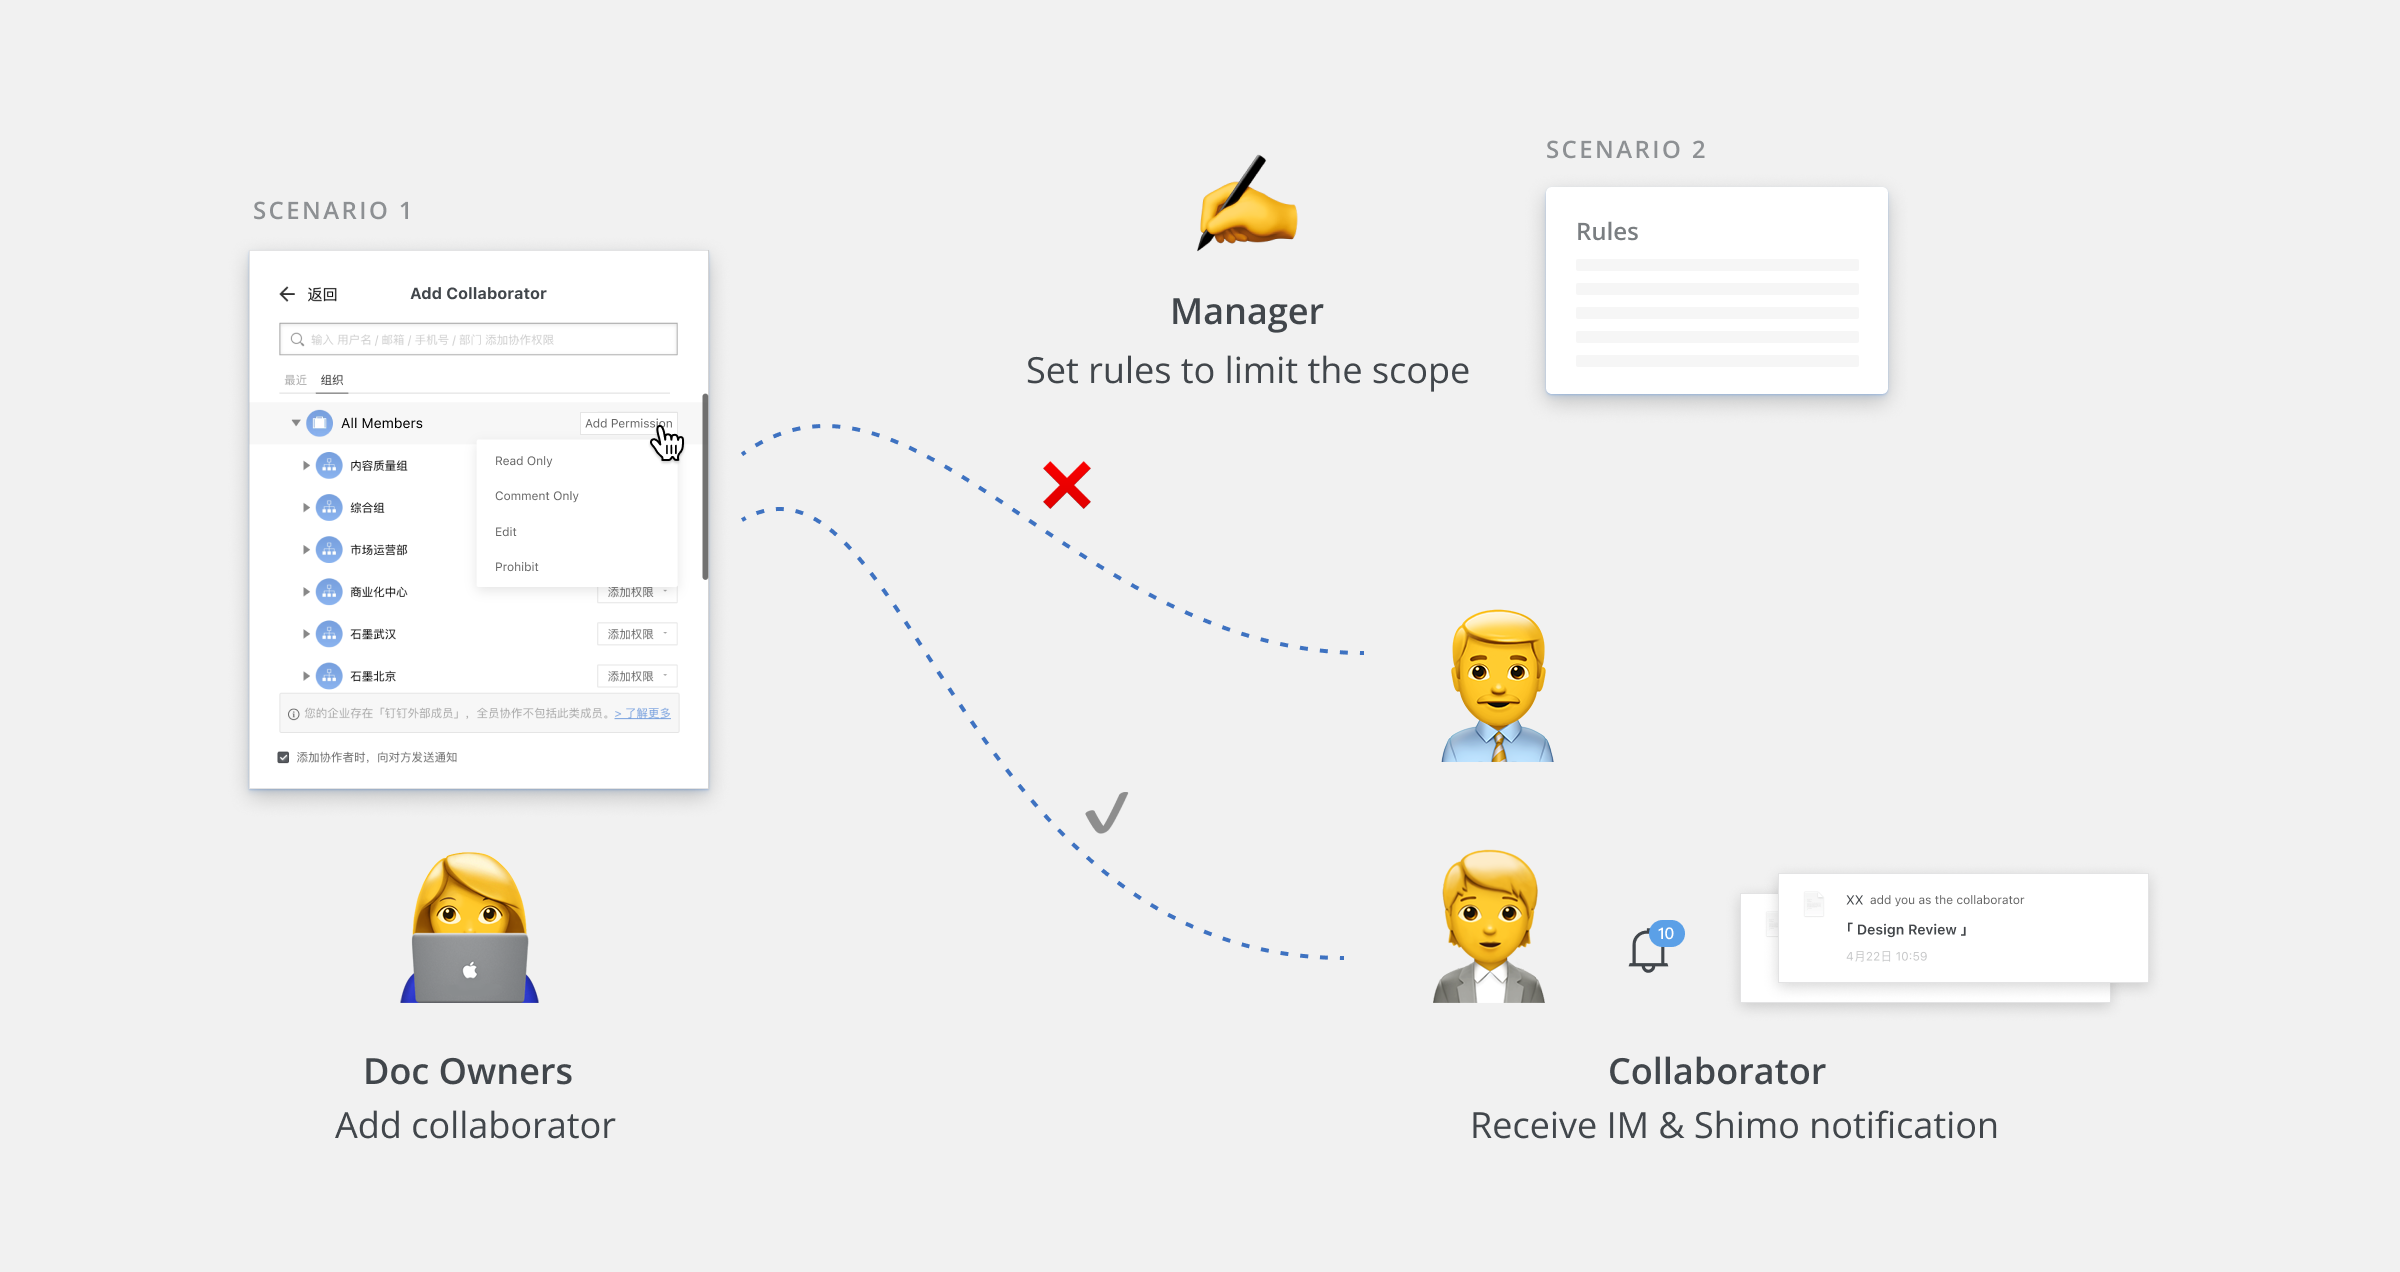 SCENARIO 1
返回
Add Collaborator
输入 用户名 / 邮箱 / 手机号 / 部门 添加协作权限
最近 组织
All Members
Add Permission
内容质量组
Read Only
综合组
Comment Only
Edit
市场运营部
Prohibit
商业化中心
添加权限
石墨武汉
添加权限
石墨北京
添加权限
您的企业存在「钉钉外部成员」，全员协作不包括此类成员。> 了解更多
添加协作者时，向对方发送通知
Doc Owners
Add collaborator
Manager
Set rules to limit the scope
SCENARIO 2
Rules
10
XX add you as the collaborator
「 Design Review 」
4月22日 10:59
Collaborator
Receive IM & Shimo notification